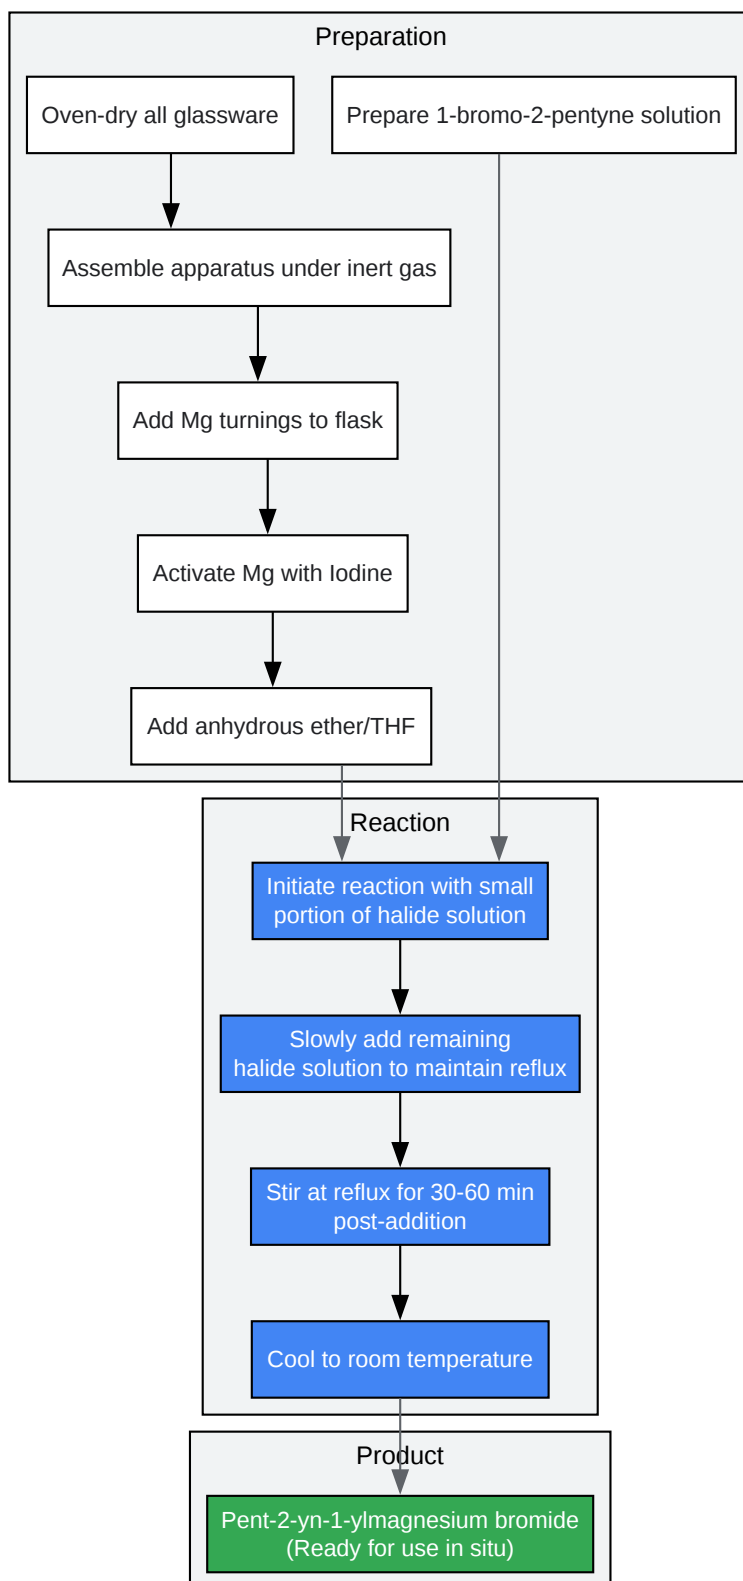 Preparation
Oven-dry all glassware
Prepare 1-bromo-2-pentyne solution
Assemble apparatus under inert gas
Add Mg turnings to flask
Activate Mg with Iodine
Add anhydrous ether/THF
Reaction
Initiate reaction with small
portion of halide solution
Slowly add remaining
halide solution to maintain reflux
Stir at reflux for 30-60 min
post-addition
Cool to room temperature
Product
Pent-2-yn-1-ylmagnesium bromide
(Ready for use in situ)